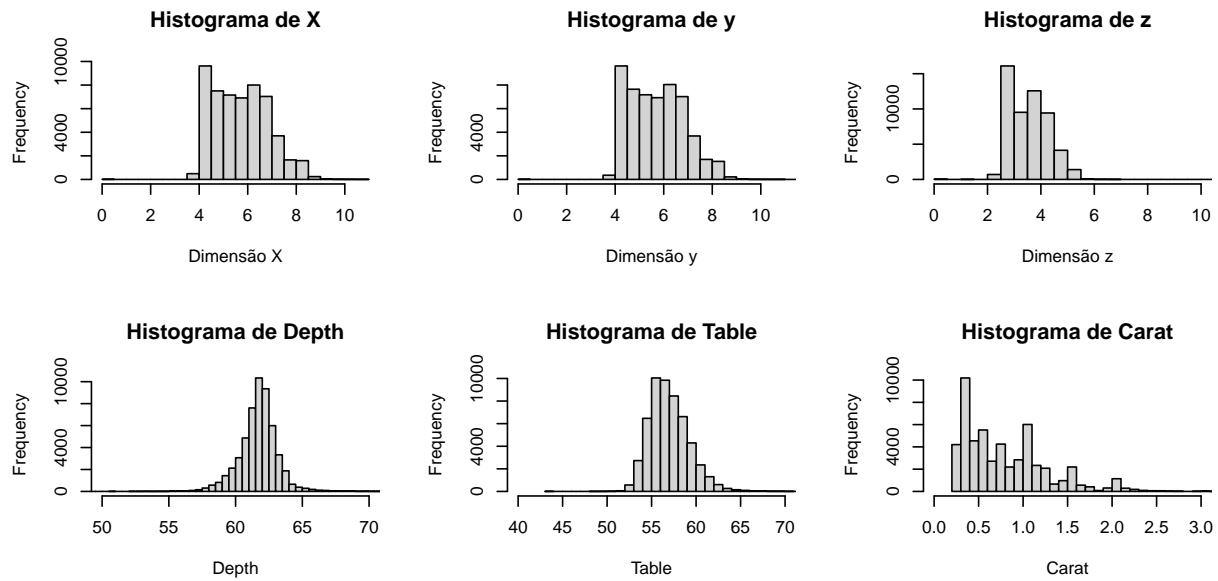 Histograma de X
Frequency
0
4000
10000
0 2 4 6 8 10
Dimensão X
Histograma de y
Frequency
0
4000
10000
0 2 4 6 8 10
Dimensão y
Histograma de z
Frequency
0
10000
0 2 4 6 8 10
Dimensão z
Histograma de Depth
Frequency
0
4000
10000
50 55 60 65 70
Depth
Histograma de Table
Frequency
0
4000
10000
40 45 50 55 60 65 70
Table
Histograma de Carat
Frequency
0
4000
10000
0.0 0.5 1.0 1.5 2.0 2.5 3.0
Carat